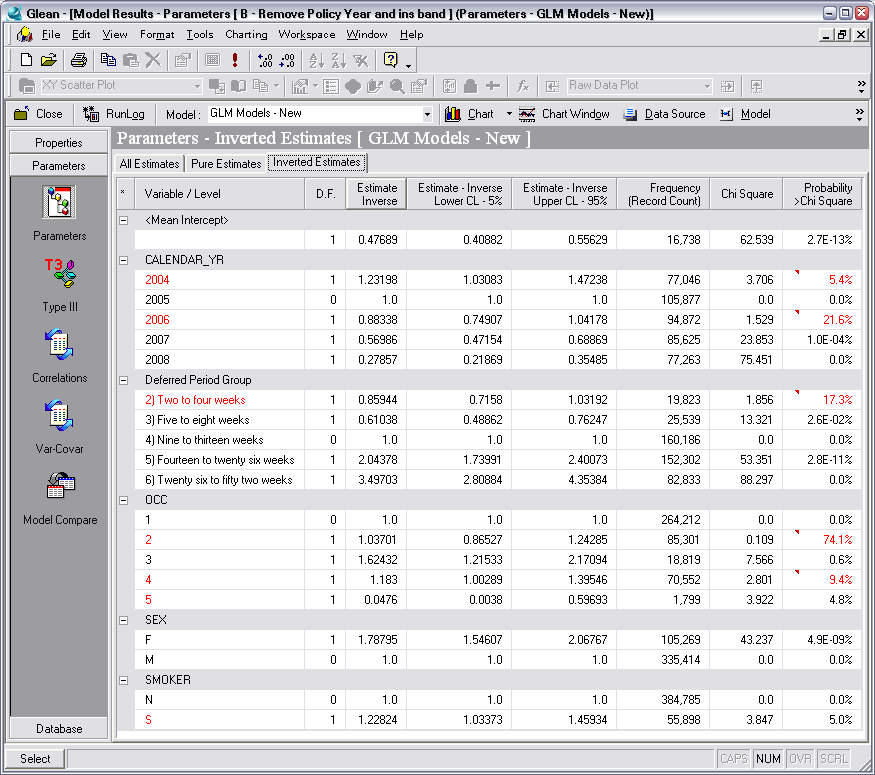 Glean - [Model Results - Parameters [ B - Remove Policy Year and ins band ] (Parameters - GLM Models - New)]
File Edit View Format Tools Charting Workspace Window Help
XY Scatter Plot Raw Data Plot
Close RunLog Model : GLM Models - New Chart Chart Window Data Source Model
Properties
Parameters
Parameters
T3
Type III
Correlations
Var-Covar
Model Compare
Database
Parameters - Inverted Estimates [ GLM Models - New ]
All Estimates Pure Estimates Inverted Estimates
* Variable / Level D.F. Estimate Inverse Estimate - Inverse Lower CL - 5% Estimate - Inverse Upper CL - 95% Frequency (Record Count) Chi Square Probability >Chi Square
<Mean Intercept>
1 0.47689 0.40882 0.55629 16,738 62.539 2.7E-13%
CALENDAR_YR
2004 1 1.23198 1.03083 1.47238 77,046 3.706 5.4%
2005 0 1.0 1.0 1.0 105,877 0.0 0.0%
2006 1 0.88338 0.74907 1.04178 94,872 1.529 21.6%
2007 1 0.56986 0.47154 0.68869 85,625 23.853 1.0E-04%
2008 1 0.27857 0.21869 0.35485 77,263 75.451 0.0%
Deferred Period Group
2) Two to four weeks 1 0.85944 0.7158 1.03192 19,823 1.856 17.3%
3) Five to eight weeks 1 0.61038 0.48862 0.76247 25,539 13.321 2.6E-02%
4) Nine to thirteen weeks 0 1.0 1.0 1.0 160,186 0.0 0.0%
5) Fourteen to twenty six weeks 1 2.04378 1.73991 2.40073 152,302 53.351 2.8E-11%
6) Twenty six to fifty two weeks 1 3.49703 2.80884 4.35384 82,833 88.297 0.0%
OCC
1 0 1.0 1.0 1.0 264,212 0.0 0.0%
2 1 1.03701 0.86527 1.24285 85,301 0.109 74.1%
3 1 1.62432 1.21533 2.17094 18,819 7.566 0.6%
4 1 1.183 1.00289 1.39546 70,552 2.801 9.4%
5 1 0.0476 0.0038 0.59693 1,799 3.922 4.8%
SEX
F 1 1.78795 1.54607 2.06767 105,269 43.237 4.9E-09%
M 0 1.0 1.0 1.0 335,414 0.0 0.0%
SMOKER
N 0 1.0 1.0 1.0 384,785 0.0 0.0%
S 1 1.22824 1.03373 1.45934 55,898 3.847 5.0%
Select CAPS NUM OVR SCRL